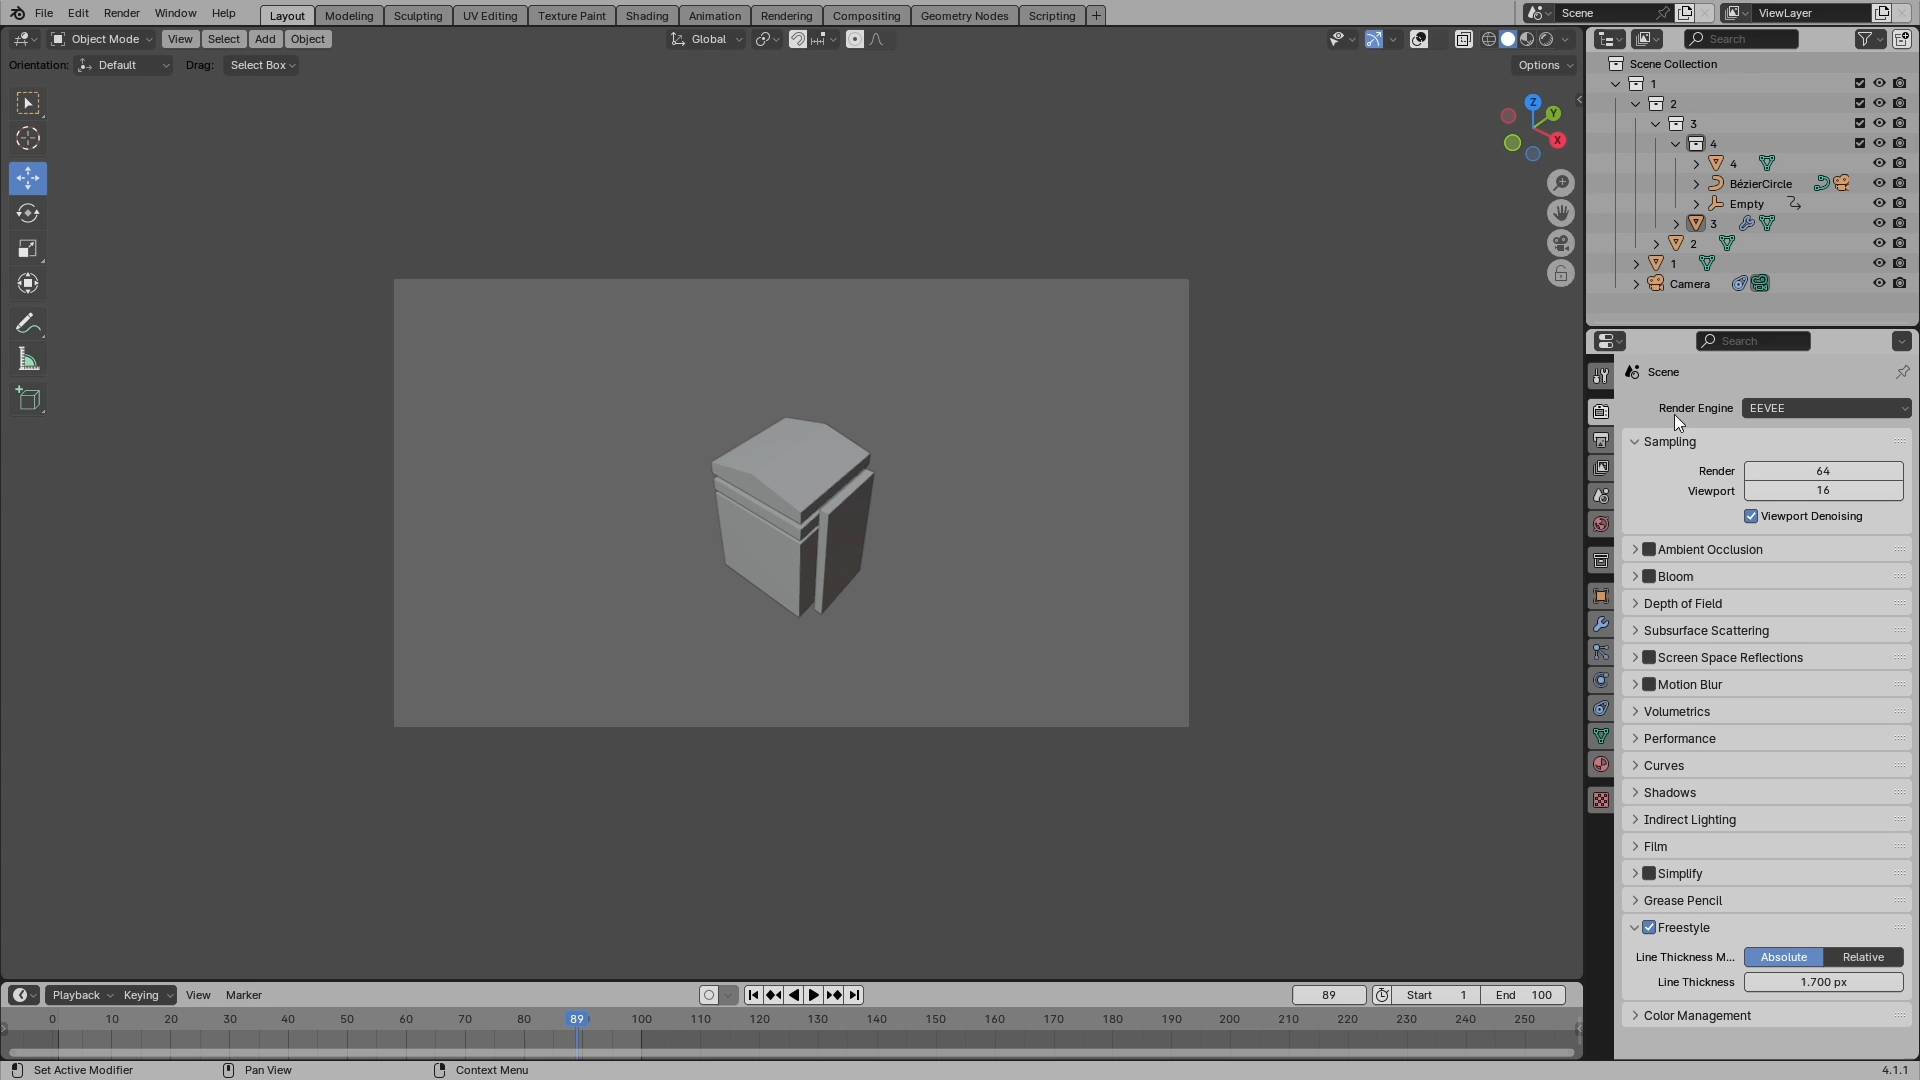 File Edit Render Window Help Layout Modeling Sculpting UV Editing Texture Paint Shading Animation Rendering Compositing Geometry Nodes Scripting + Scene ViewLayer
Object Mode View Select Add Object Global Search
Orientation: Default Drag: Select Box Options
Scene Collection
1
2
3
4
4
BézierCircle
Empty
3
2
1
Camera
Z
Y
X
Search
Scene
Render Engine EEVEE
Sampling
Render 64
Viewport 16
Viewport Denoising
Ambient Occlusion
Bloom
Depth of Field
Subsurface Scattering
Screen Space Reflections
Motion Blur
Volumetrics
Performance
Curves
Shadows
Indirect Lighting
Film
Simplify
Grease Pencil
Freestyle
Line Thickness M... Absolute Relative
Line Thickness 1.700 px
Color Management
Playback Keying View Marker 89 Start 1 End 100
0 10 20 30 40 50 60 70 80 89 100 110 120 130 140 150 160 170 180 190 200 210 220 230 240 250
Set Active Modifier Pan View Context Menu 4.1.1